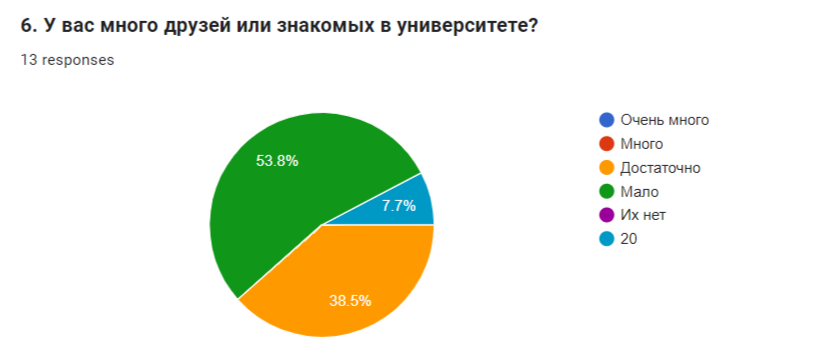 6. У вас много друзей или знакомых в университете?
13 responses
53.8%
7.7%
38.5%
Очень много
Много
Достаточно
Мало
Их нет
20